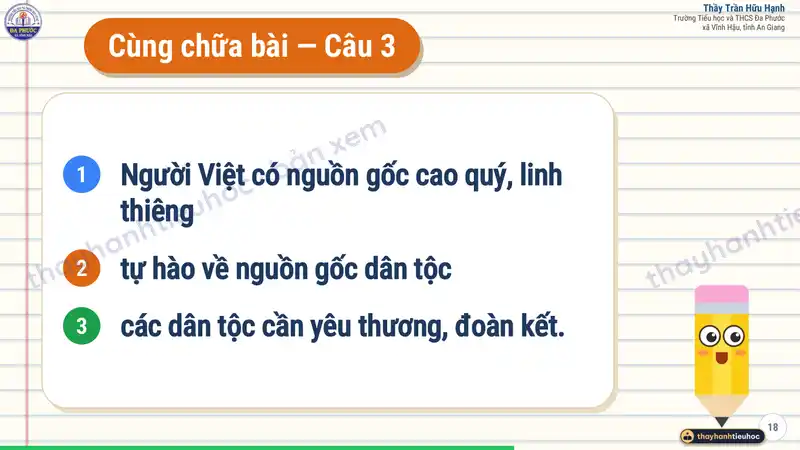 Thầy Trần Hữu Hạnh
Trường Tiểu học và THCS Đa Phước
xã Vĩnh Hậu, tỉnh An Giang
ĐA PHƯỚC
Cùng chữa bài – Câu 3
1 Người Việt có nguồn gốc cao quý, linh
thiêng
2 tự hào về nguồn gốc dân tộc
3 các dân tộc cần yêu thương, đoàn kết.
18
thayhanhtieuhoc